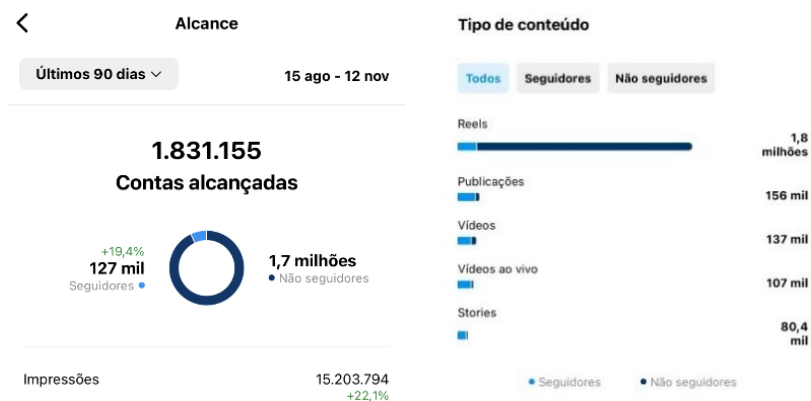 Alcance
Últimos 90 dias
15 ago - 12 nov
1.831.155
Contas alcançadas
+19,4%
127 mil
Seguidores
1,7 milhões
Não seguidores
Impressões
15.203.794
+22,1%
Tipo de conteúdo
Todos
Seguidores
Não seguidores
Reels
1,8
milhões
Publicações
156 mil
Vídeos
137 mil
Vídeos ao vivo
107 mil
Stories
80,4
mil
Seguidores
Não seguidores